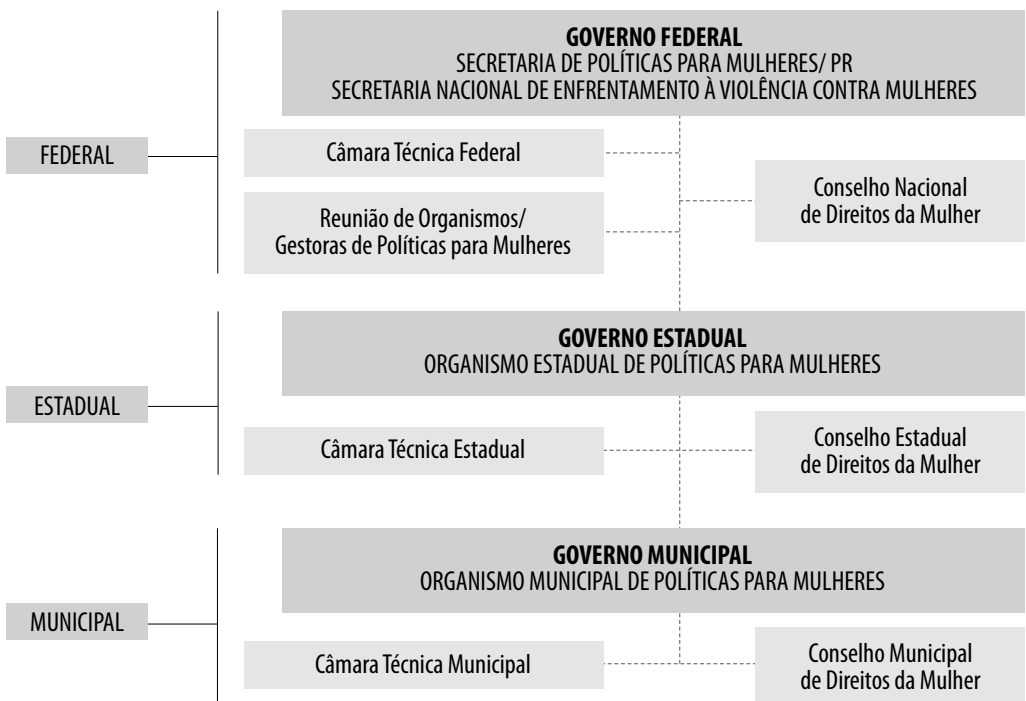 GOVERNO FEDERAL
SECRETARIA DE POLÍTICAS PARA MULHERES/ PR
SECRETARIA NACIONAL DE ENFRENTAMENTO À VIOLÊNCIA CONTRA MULHERES
FEDERAL
Câmara Técnica Federal
Reunião de Organismos/
Gestoras de Políticas para Mulheres
Conselho Nacional
de Direitos da Mulher
GOVERNO ESTADUAL
ORGANISMO ESTADUAL DE POLÍTICAS PARA MULHERES
ESTADUAL
Câmara Técnica Estadual
Conselho Estadual
de Direitos da Mulher
GOVERNO MUNICIPAL
ORGANISMO MUNICIPAL DE POLÍTICAS PARA MULHERES
MUNICIPAL
Câmara Técnica Municipal
Conselho Municipal
de Direitos da Mulher